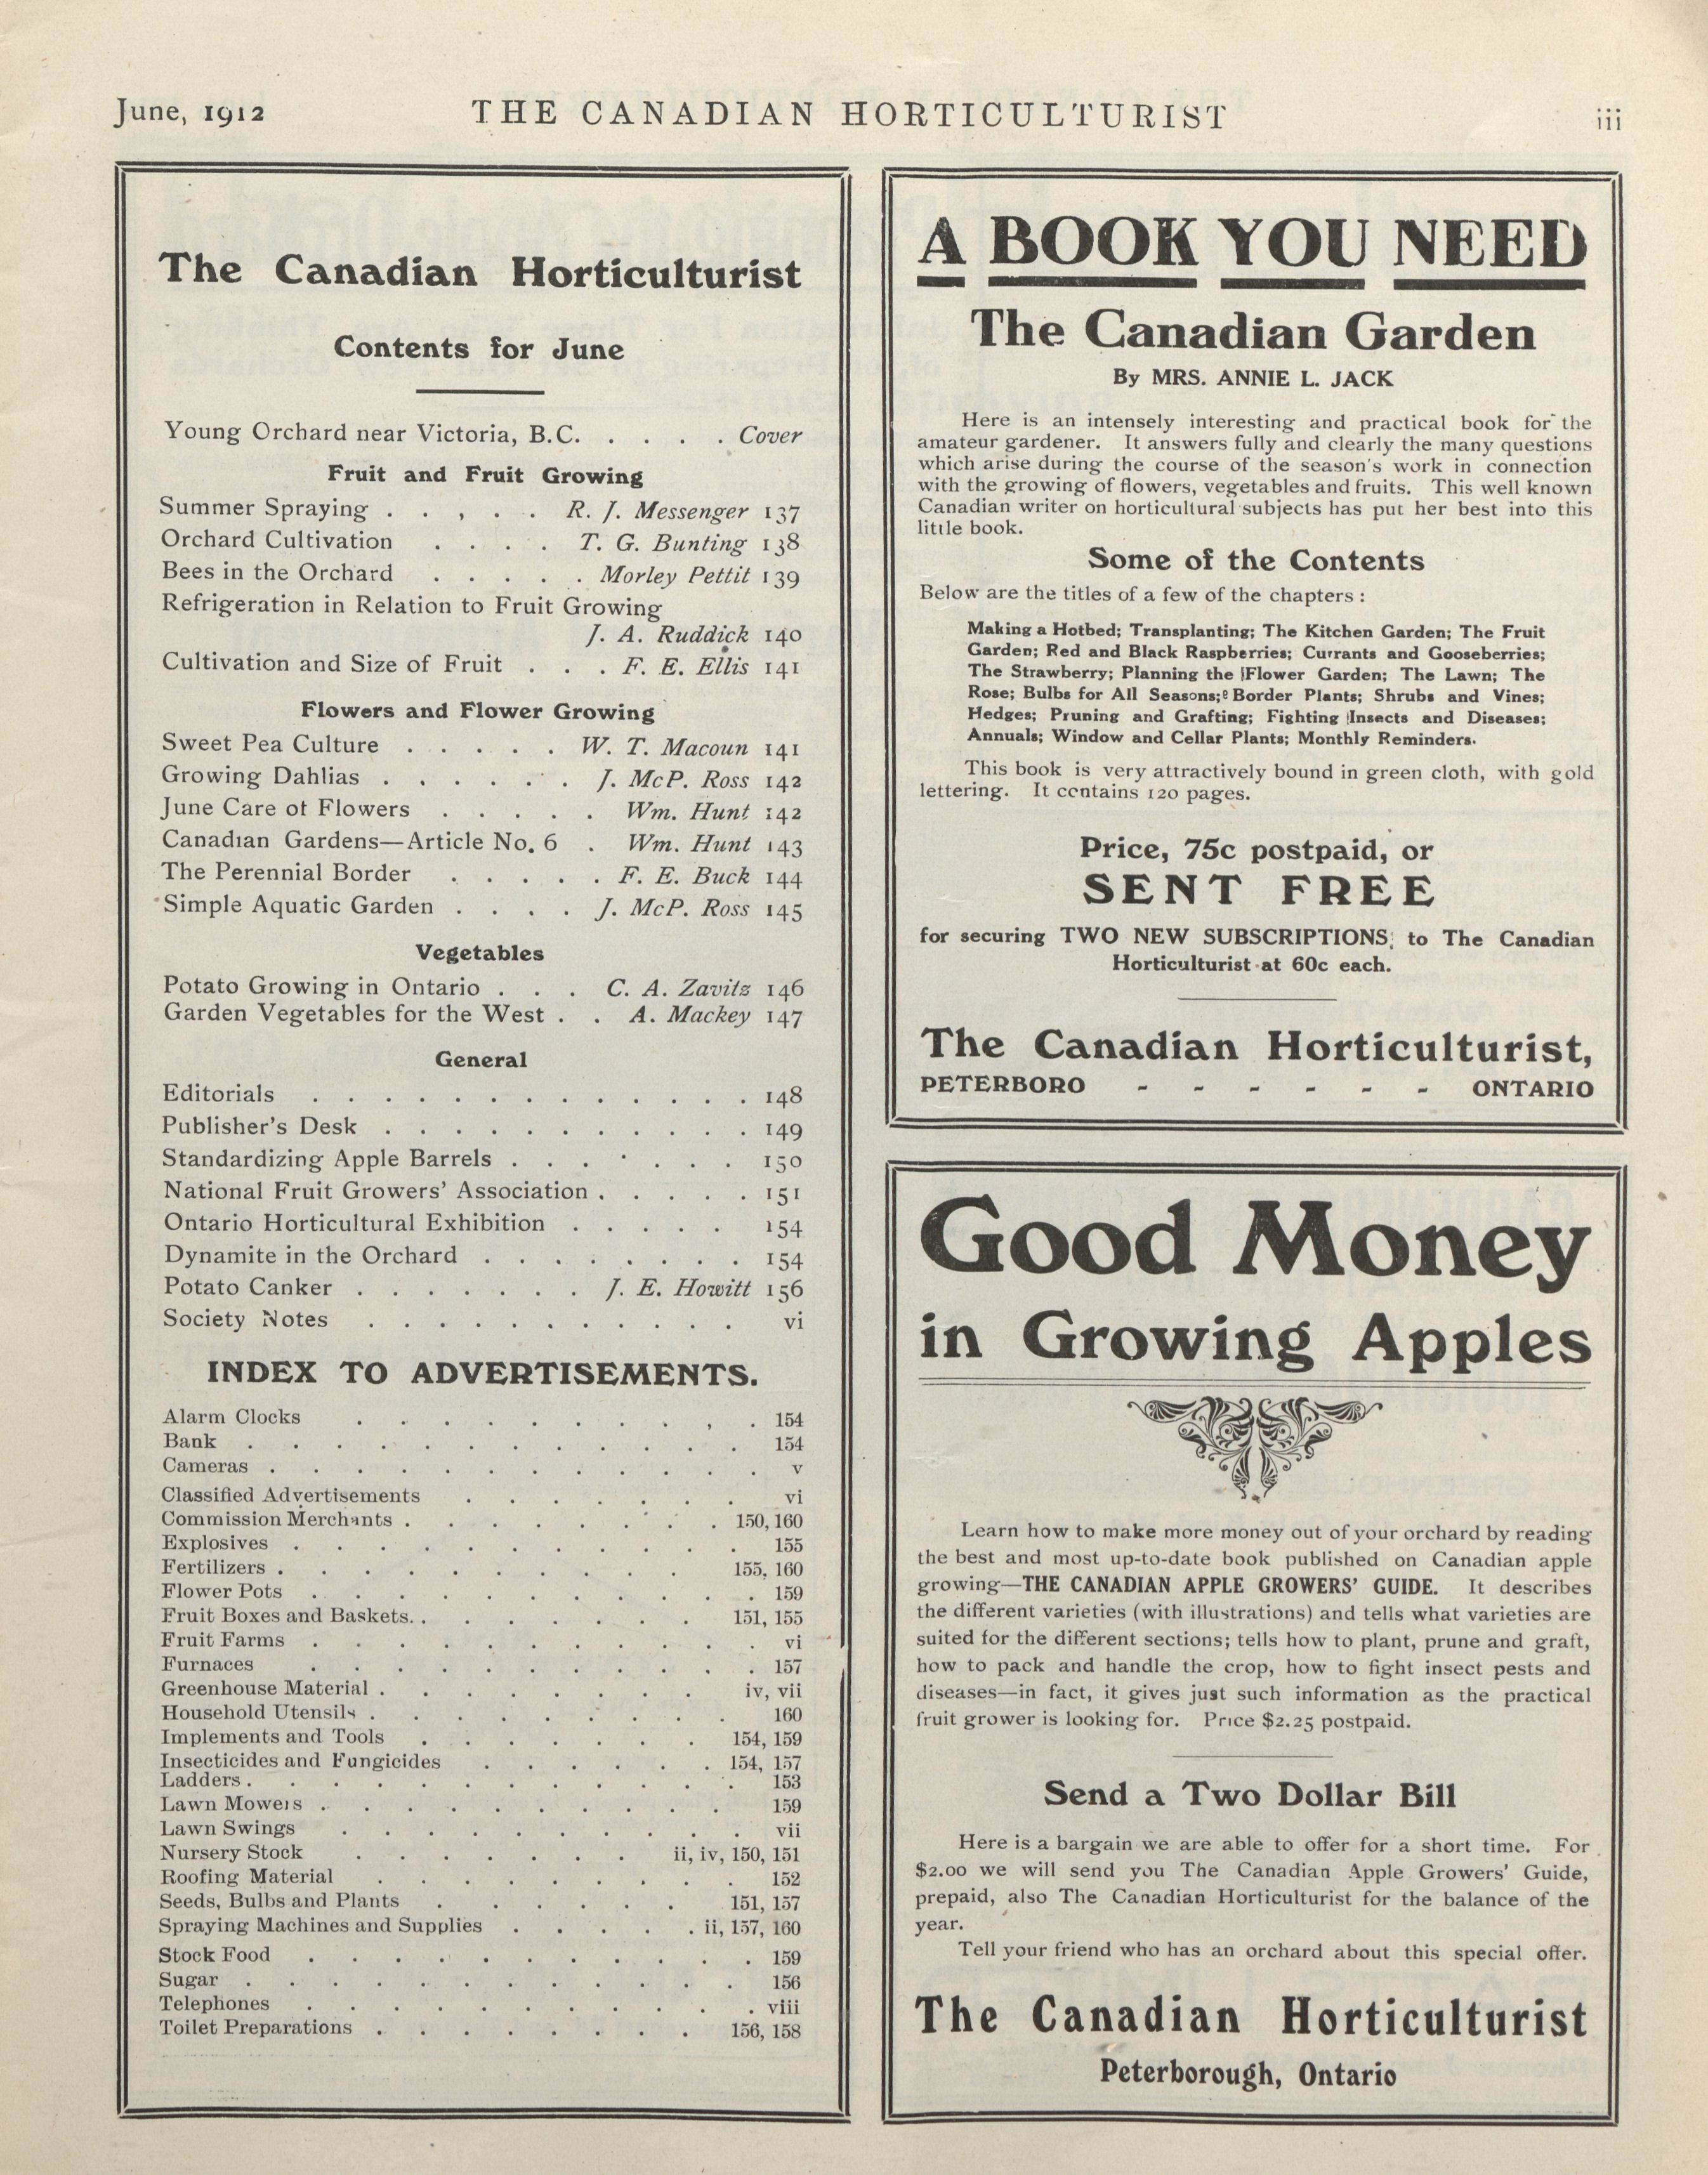 June, 1912
THE CANADIAN HORTICULTURIST
iii
The Canadian Horticulturist
Contents for June
Young Orchard near Victoria, B.C. . . . . Cover
Fruit and Fruit Growing
Summer Spraying . . , . . R. J. Messenger 137
Orchard Cultivation . . . . T. G. Bunting 138
Bees in the Orchard . . . . . Morley Pettit 139
Refrigeration in Relation to Fruit Growing
J. A. Ruddick 140
Cultivation and Size of Fruit . . . F. E. Ellis 141
Flowers and Flower Growing
Sweet Pea Culture . . . . . W. T. Macoun 141
Growing Dahlias . . . . . . J. McP. Ross 142
June Care of Flowers . . . . . Wm. Hunt 142
Canadian Gardens—Article No. 6 . Wm. Hunt 143
The Perennial Border . . . . . F. E. Buck 144
Simple Aquatic Garden . . . . J. McP. Ross 145
Vegetables
Potato Growing in Ontario . . . C. A. Zavitz 146
Garden Vegetables for the West . . A. Mackey 147
General
Editorials . . . . . . . . . . . . . 148
Publisher's Desk . . . . . . . . . . . 149
Standardizing Apple Barrels . . . . . . . 150
National Fruit Growers' Association . . . . . 151
Ontario Horticultural Exhibition . . . . . 154
Dynamite in the Orchard . . . . . . . . 154
Potato Canker . . . . . . . J. E. Howitt 156
Society Notes . . . . . . . . . . . vi
INDEX TO ADVERTISEMENTS.
Alarm Clocks . . . . . . . . , . 154
Bank . . . . . . . . . . . . 154
Cameras . . . . . . . . . . . . v
Classified Advertisements . . . . . . . vi
Commission Merchants . . . . . . . . 150, 160
Explosives . . . . . . . . . . . 155
Fertilizers . . . . . . . . . . 155, 160
Flower Pots . . . . . . . . . . . 159
Fruit Boxes and Baskets. . . . . . . . 151, 155
Fruit Farms . . . . . . . . . . . vi
Furnaces . . . . . . . . . . . 157
Greenhouse Material . . . . . . . . iv, vii
Household Utensils . . . . . . . . . 160
Implements and Tools . . . . . . . 154, 159
Insecticides and Fungicides . . . . . . 154, 157
Ladders . . . . . . . . . . . . 153
Lawn Mowers . . . . . . . . . . 159
Lawn Swings . . . . . . . . . . vii
Nursery Stock . . . . . . . ii, iv, 150, 151
Roofing Material . . . . . . . . . 152
Seeds, Bulbs and Plants . . . . . . 151, 157
Spraying Machines and Supplies . . . . . ii, 157, 160
Stock Food . . . . . . . . . . . 159
Sugar . . . . . . . . . . . . 156
Telephones . . . . . . . . . . . viii
Toilet Preparations . . . . . . . . 156, 158
A BOOK YOU NEED
The Canadian Garden
By MRS. ANNIE L. JACK
Here is an intensely interesting and practical book for the
amateur gardener. It answers fully and clearly the many questions
which arise during the course of the season's work in connection
with the growing of flowers, vegetables and fruits. This well known
Canadian writer on horticultural subjects has put her best into this
little book.
Some of the Contents
Below are the titles of a few of the chapters :
Making a Hotbed; Transplanting; The Kitchen Garden; The Fruit
Garden; Red and Black Raspberries; Currants and Gooseberries;
The Strawberry; Planning the Flower Garden; The Lawn; The
Rose; Bulbs for All Seasons; Border Plants; Shrubs and Vines;
Hedges; Pruning and Grafting; Fighting Insects and Diseases;
Annuals; Window and Cellar Plants; Monthly Reminders.
This book is very attractively bound in green cloth, with gold
lettering. It contains 120 pages.
Price, 75c postpaid, or
SENT FREE
for securing TWO NEW SUBSCRIPTIONS to The Canadian
Horticulturist at 60c each.
The Canadian Horticulturist,
PETERBORO - - - - - - ONTARIO
Good Money
in Growing Apples
Learn how to make more money out of your orchard by reading
the best and most up-to-date book published on Canadian apple
growing—THE CANADIAN APPLE GROWERS' GUIDE. It describes
the different varieties (with illustrations) and tells what varieties are
suited for the different sections; tells how to plant, prune and graft,
how to pack and handle the crop, how to fight insect pests and
diseases—in fact, it gives just such information as the practical
fruit grower is looking for. Price $2.25 postpaid.
Send a Two Dollar Bill
Here is a bargain we are able to offer for a short time. For
$2.00 we will send you The Canadian Apple Growers' Guide,
prepaid, also The Canadian Horticulturist for the balance of the
year.
Tell your friend who has an orchard about this special offer.
The Canadian Horticulturist
Peterborough, Ontario